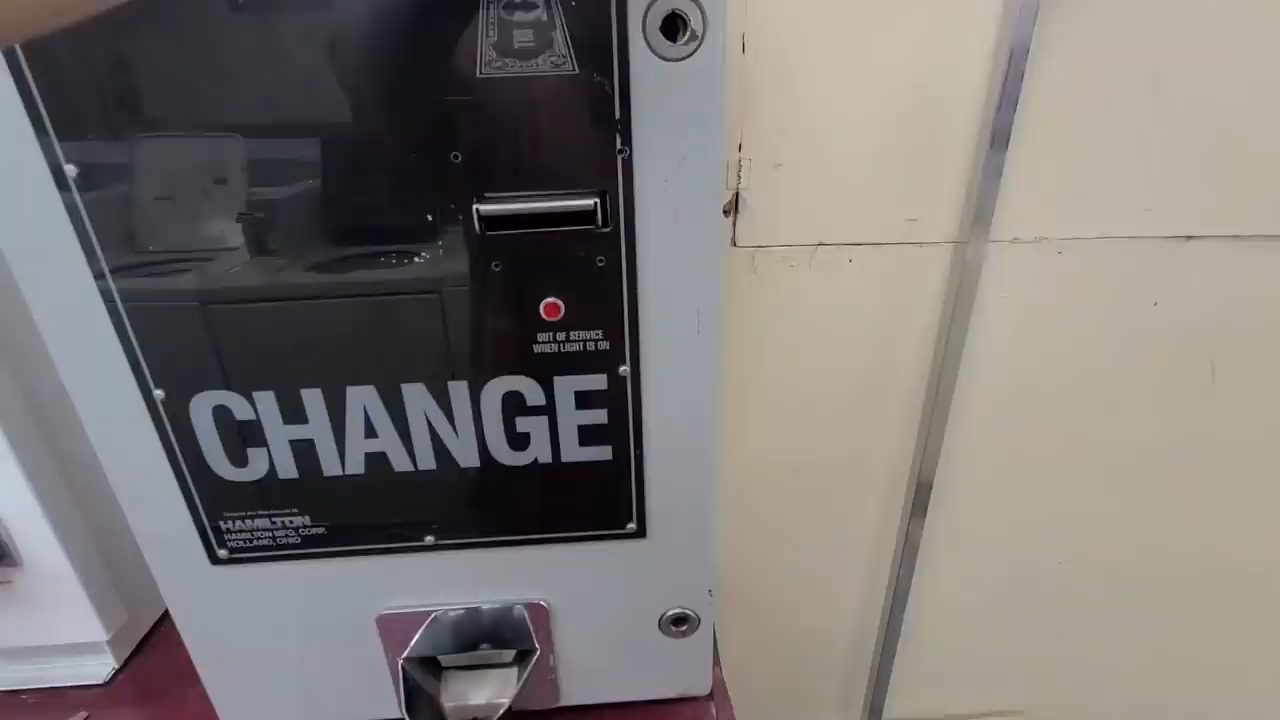 OUT OF SERVICE
WHEN LIGHT IS ON
CHANGE
HAMILTON
HAMILTON MFG. CORP.
HOLLAND, OHIO